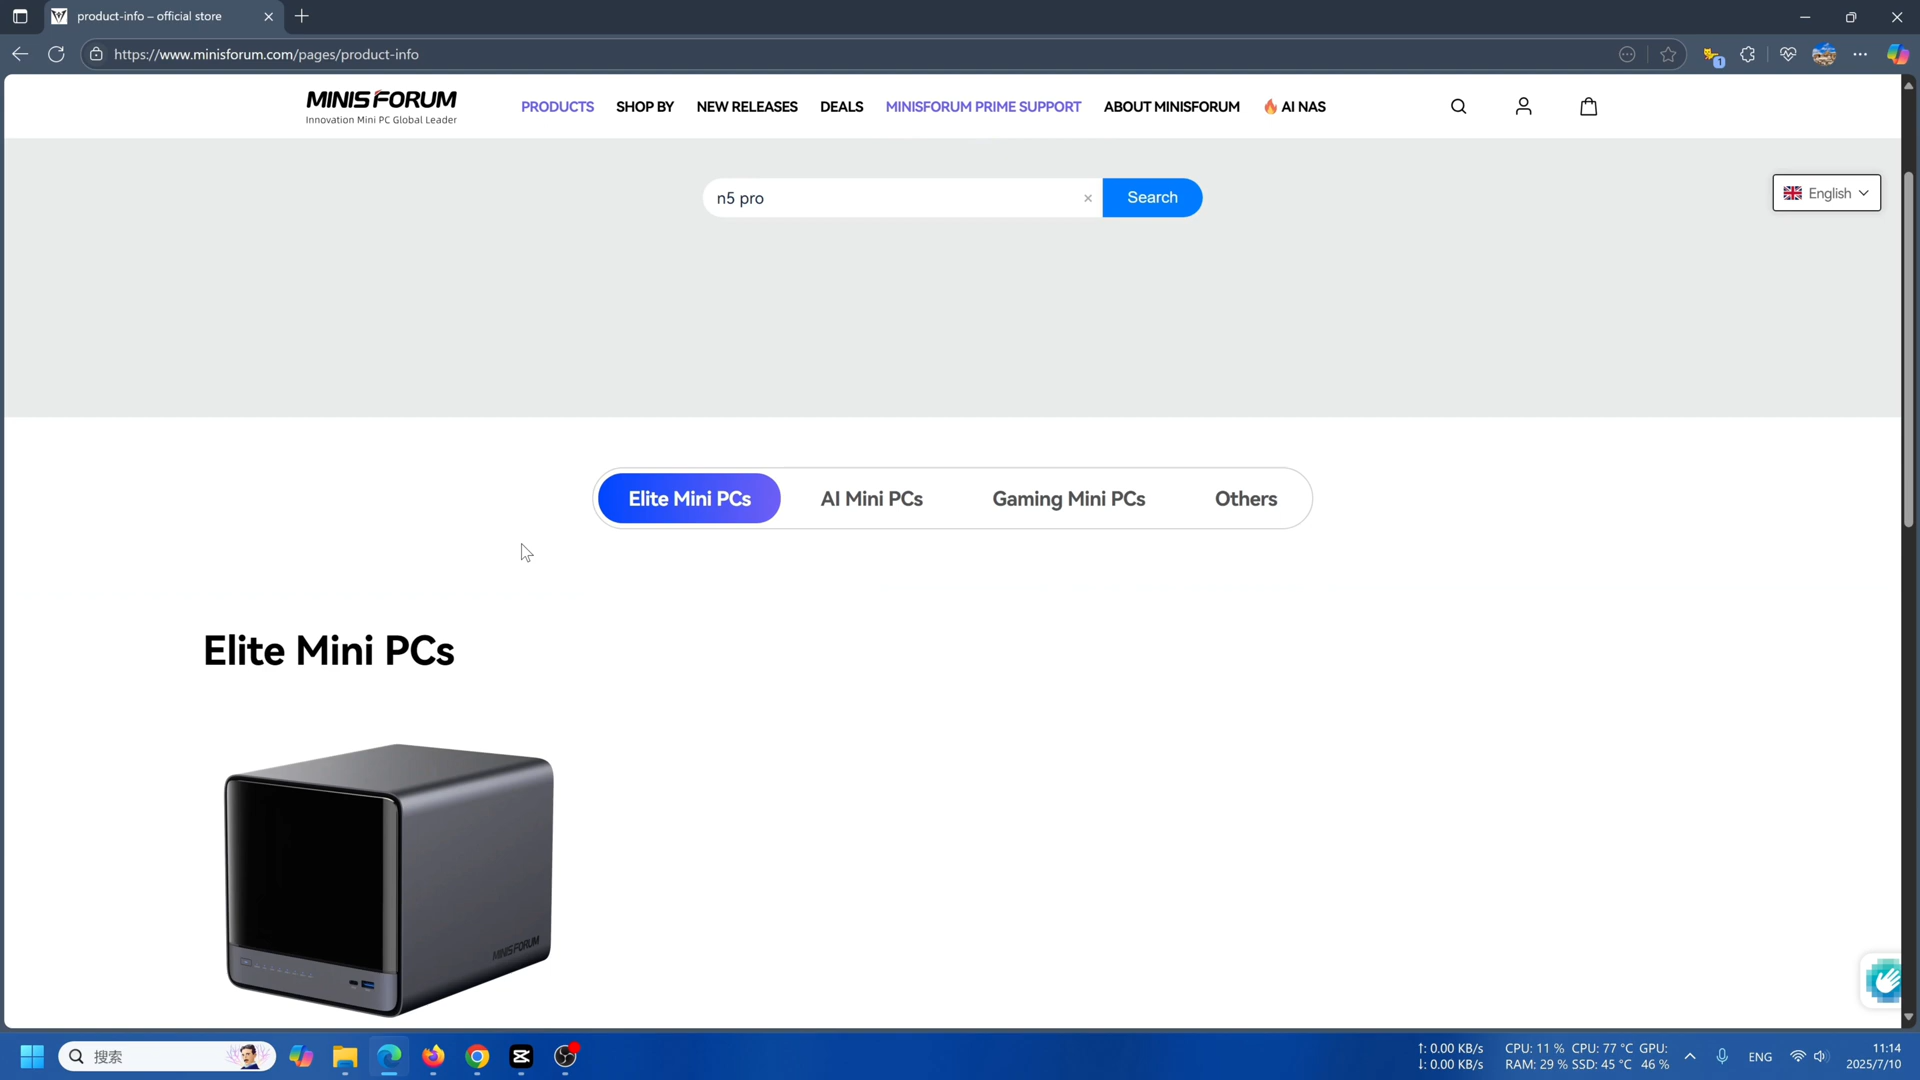 product-info – official store
https://www.minisforum.com/pages/product-info
1
MINISFORUM
Innovation Mini PC Global Leader
PRODUCTS
SHOP BY
NEW RELEASES
DEALS
MINISFORUM PRIME SUPPORT
ABOUT MINISFORUM
🔥 AI NAS
n5 pro
Search
English
Elite Mini PCs
AI Mini PCs
Gaming Mini PCs
Others
Elite Mini PCs
MINISFORUM
搜索
↑: 0.00 KB/s
↓: 0.00 KB/s
CPU: 11 % CPU: 77 °C GPU:
RAM: 29 % SSD: 45 °C 46 %
ENG
11:14
2025/7/10